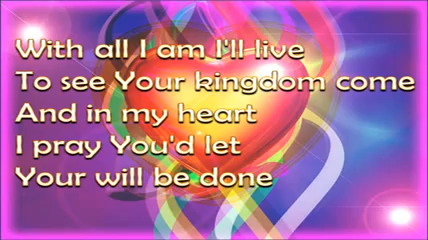 With all I am I'll live
To see Your kingdom come
And in my heart
I pray You'd let
Your will be done